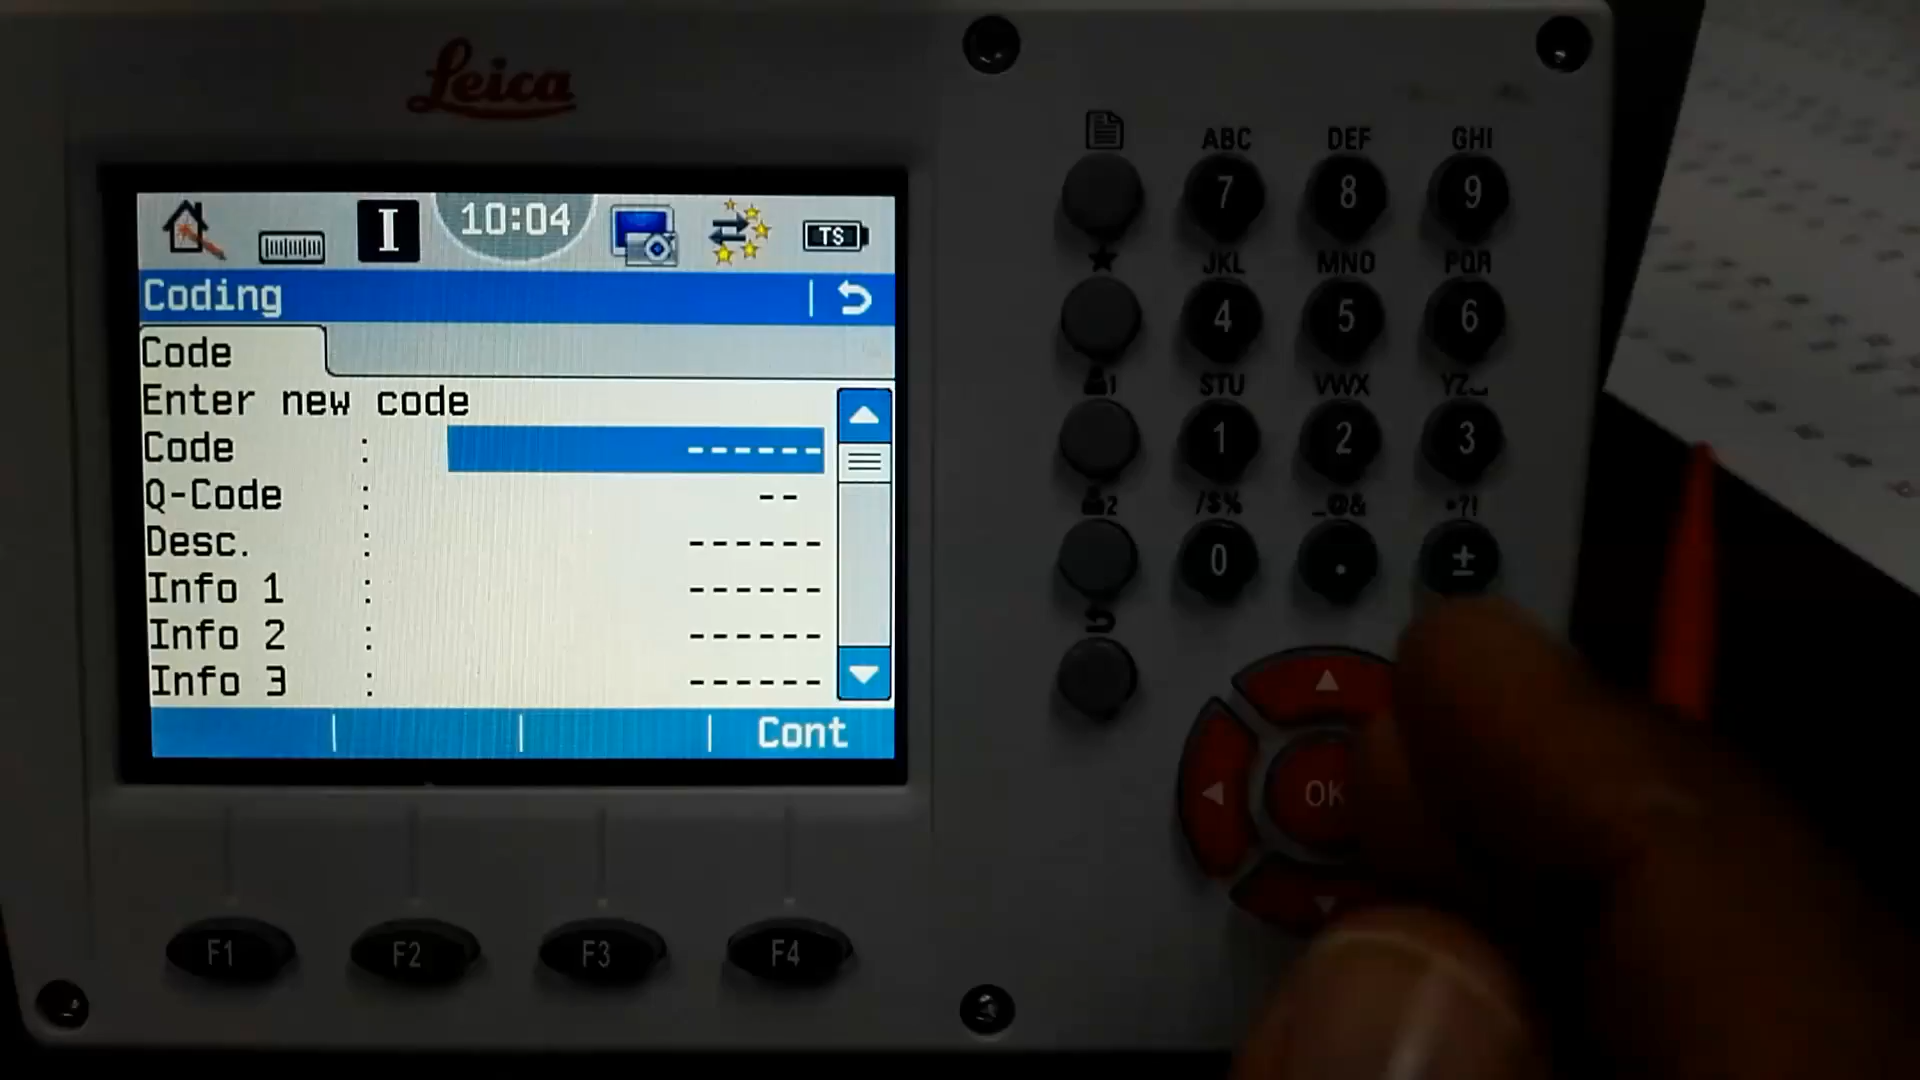 Leica
I
10:04
TS
Coding
Code
Enter new code
Code : ------
Q-Code : --
Desc. : ------
Info 1 : ------
Info 2 : ------
Info 3 : ------
Cont
F1 F2 F3 F4
ABC DEF GHI
7 8 9
JKL MNO PQR
4 5 6
1 STU VWX YZ⎵
1 2 3
2 /$% _@& *?!
0 . ±
OK